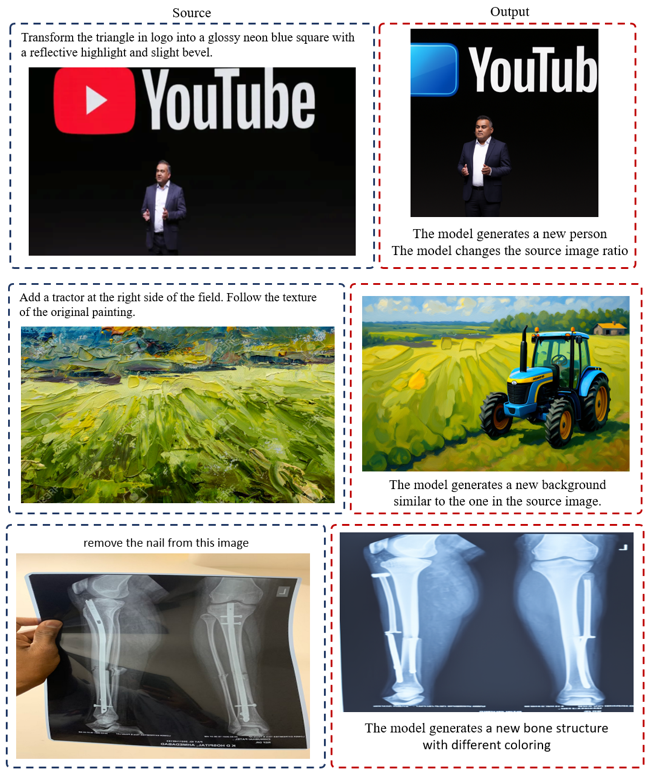 Source
Output
Transform the triangle in logo into a glossy neon blue square with
a reflective highlight and slight bevel.
YouTube
YouTub
The model generates a new person
The model changes the source image ratio
Add a tractor at the right side of the field. Follow the texture
of the original painting.
The model generates a new background
similar to the one in the source image.
remove the nail from this image
The model generates a new bone structure
with different coloring